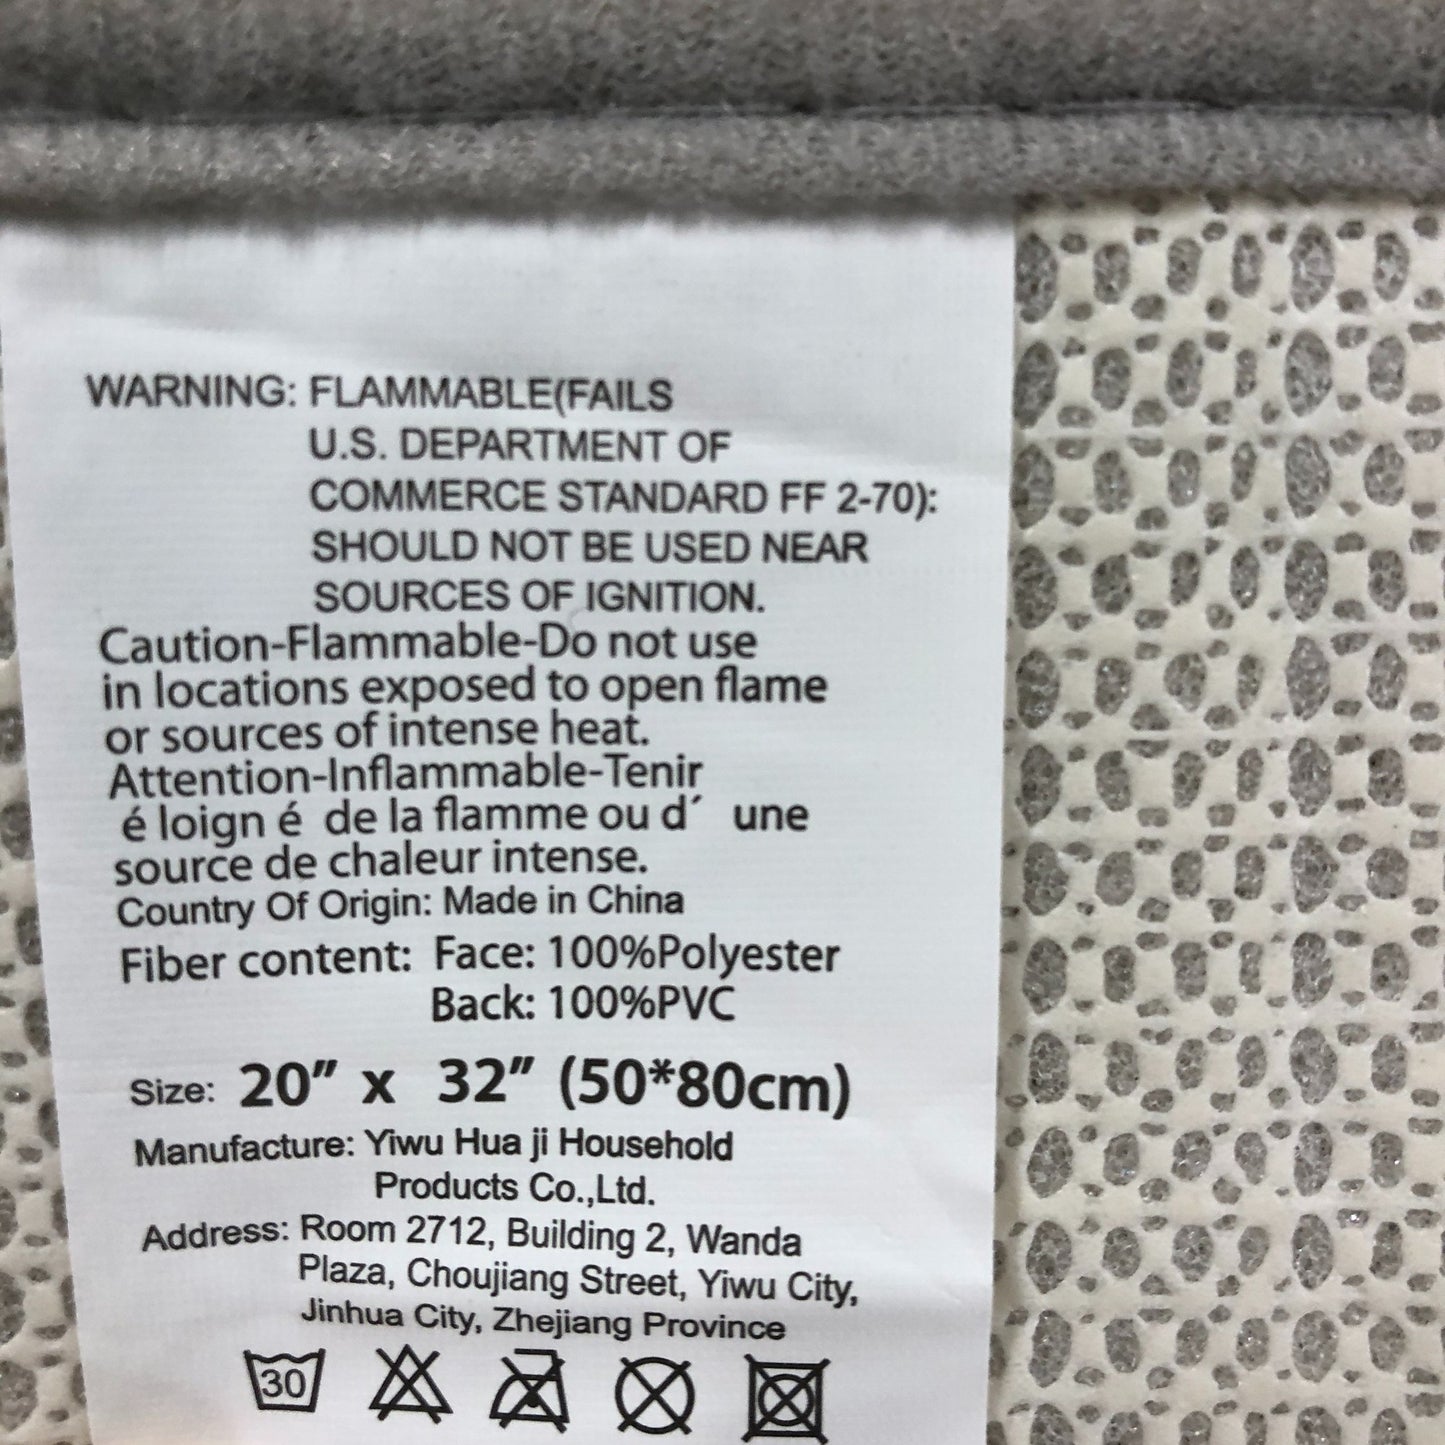 WARNING: FLAMMABLE(FAILS
U.S. DEPARTMENT OF
COMMERCE STANDARD FF 2-70):
SHOULD NOT BE USED NEAR
SOURCES OF IGNITION.
Caution-Flammable-Do not use
in locations exposed to open flame
or sources of intense heat.
Attention-Inflammable-Tenir
é loign é de la flamme ou d´ une
source de chaleur intense.
Country Of Origin: Made in China
Fiber content: Face: 100%Polyester
Back: 100%PVC
Size: 20” x 32” (50*80cm)
Manufacture: Yiwu Hua ji Household
Products Co.,Ltd.
Address: Room 2712, Building 2, Wanda
Plaza, Choujiang Street, Yiwu City,
Jinhua City, Zhejiang Province
30